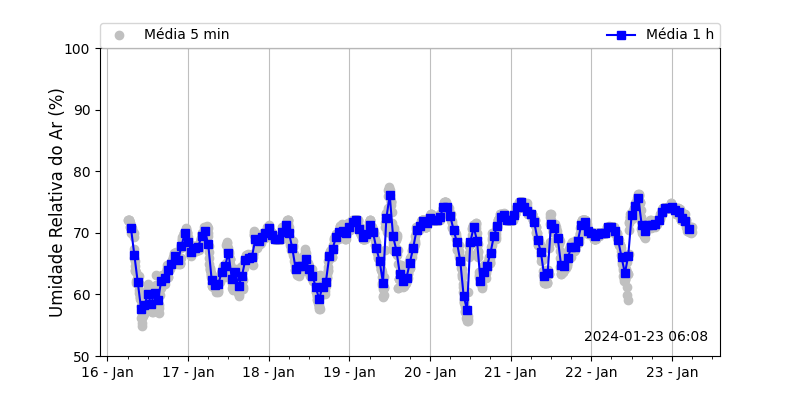 Média 5 min
Média 1 h
Umidade Relativa do Ar (%)
100
90
80
70
60
50
2024-01-23 06:08
16 - Jan
17 - Jan
18 - Jan
19 - Jan
20 - Jan
21 - Jan
22 - Jan
23 - Jan